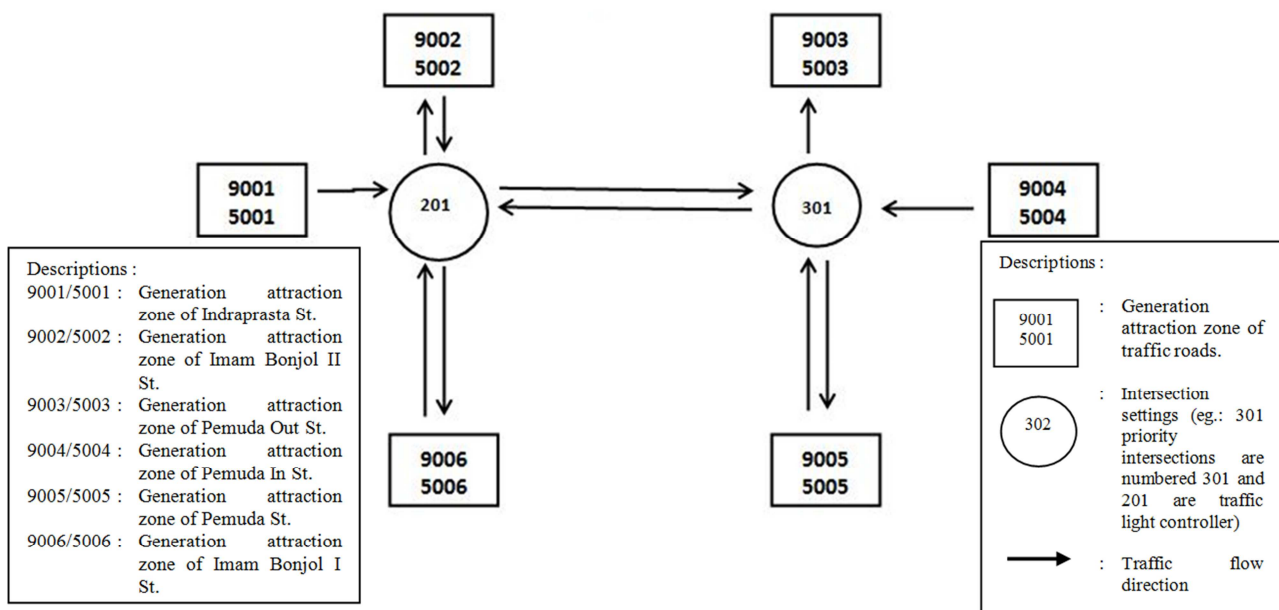 9002
5002
9003
5003
9001
5001
201
301
9004
5004
9006
5006
9005
5005
Descriptions :
9001/5001 : Generation attraction
zone of Indraprasta St.
9002/5002 : Generation attraction
zone of Imam Bonjol II
St.
9003/5003 : Generation attraction
zone of Pemuda Out St.
9004/5004 : Generation attraction
zone of Pemuda In St.
9005/5005 : Generation attraction
zone of Pemuda St.
9006/5006 : Generation attraction
zone of Imam Bonjol I
St.
Descriptions :
9001
5001
: Generation
attraction zone of
traffic roads.
302
: Intersection
settings (eg.: 301
priority
intersections are
numbered 301 and
201 are traffic
light controller)
: Traffic flow
direction